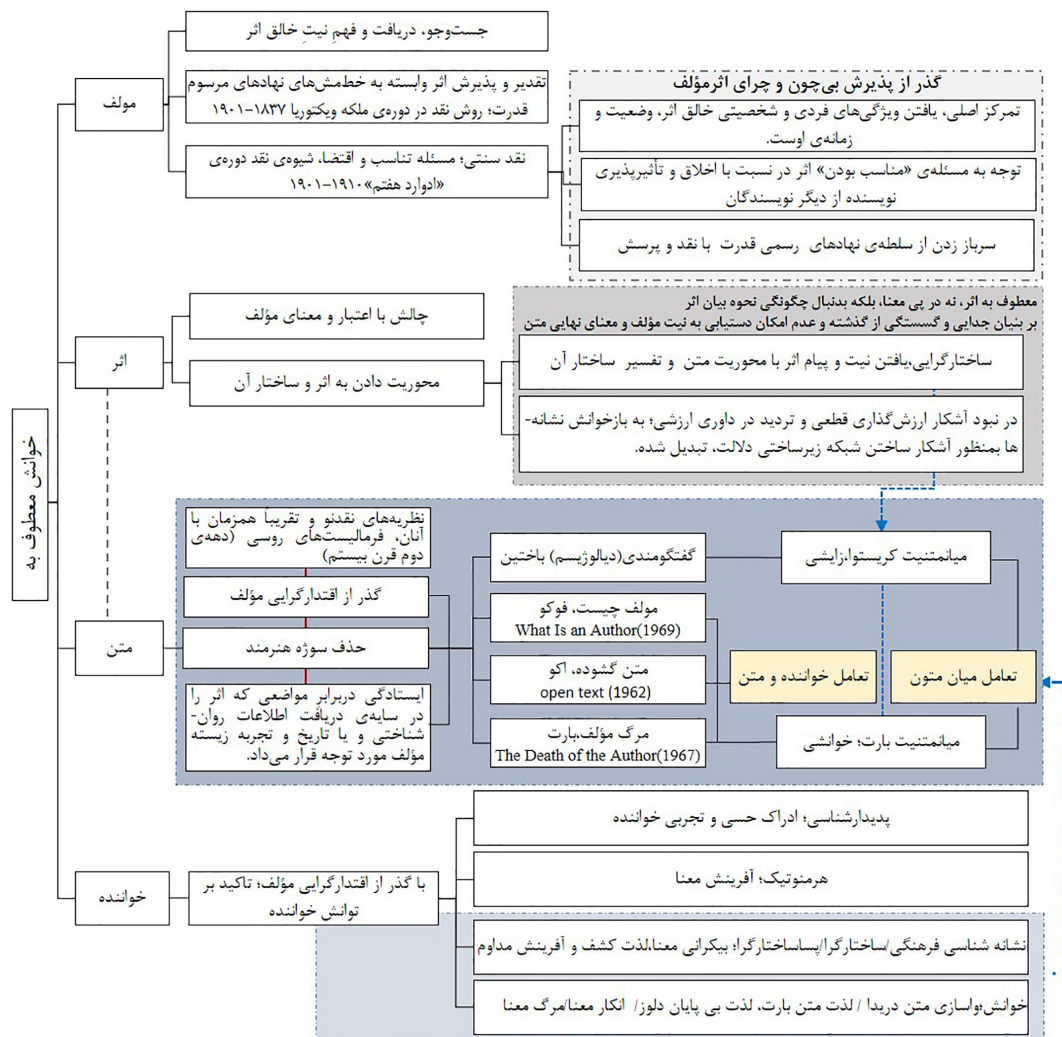 خوانش معطوف به
مولف
جست‌وجو، دریافت و فهمِ نیتِ خالق اثر
تقدیر و پذیرش اثر وابسته به خط‌مش‌های نهادهای مرسوم
قدرت؛ روش نقد در دوره‌ی ملکه ویکتوریا ۱۸۳۷-۱۹۰۱
نقد سنتی؛ مسئله تناسب و اقتضا، شیوه‌ی نقد دوره‌ی
«ادوارد هفتم»۱۹۱۰-۱۹۰۱
گذر از پذیرش بی‌چون و چرای اثرمؤلف
تمرکز اصلی، یافتن ویژگی‌های فردی و شخصیتی خالق اثر، وضعیت و
زمانه‌ی اوست.
توجه به مسئله‌ی «مناسب بودن» اثر در نسبت با اخلاق و تأثیرپذیری
نویسنده از دیگر نویسندگان
سرباز زدن از سلطه‌ی نهادهای رسمی قدرت با نقد و پرسش
اثر
چالش با اعتبار و معنای مؤلف
محوریت دادن به اثر و ساختار آن
معطوف به اثر، نه در پی معنا، بلکه بدنبال چگونگی نحوه بیان اثر
بر بنیان جدایی و گسستگی از گذشته و عدم امکان دستیابی به نیت مؤلف و معنای نهایی متن
ساختارگرایی،یافتن نیت و پیام اثر با محوریت متن و تفسیر ساختار آن
در نبود آشکار ارزش‌گذاری قطعی و تردید در داوری ارزشی؛ به بازخوانش نشانه-
ها بمنظور آشکار ساختن شبکه زیرساختی دلالت، تبدیل شده.
متن
نظریه‌های نقدنو و تقریباً همزمان با
آنان، فرمالیست‌های روسی (دهه‌ی
دوم قرن بیستم)
گذر از اقتدارگرایی مؤلف
حذف سوژه هنرمند
ایستادگی دربرابرِ مواضعی که اثر را
در سایه‌ی دریافت اطلاعات روان-
شناختی و یا تاریخ و تجربه زیسته
مؤلف مورد توجه قرار می‌داد.
گفتگومندی(دیالوژیسم) باختین
مولف چیست، فوکو
What Is an Author(1969)
متن گشوده، اکو
open text (1962)
مرگ مؤلف،بارت
The Death of the Author(1967)
میانمتنیت کریستوا،زایشی
تعامل خواننده و متن
تعامل میان متون
میانمتنیت بارت؛ خوانشی
خواننده
با گذر از اقتدارگرایی مؤلف؛ تاکید بر
توانش خواننده
پدیدارشناسی؛ ادراک حسی و تجربی خواننده
هرمنوتیک؛ آفرینش معنا
نشانه شناسی فرهنگی/ساختارگرا/پساساختارگرا؛ بیکرانی معنا،لذت کشف و آفرینش مداوم
خوانش؛واسازی متن دریدا / لذت متن بارت، لذت بی پایان دلوز/ انکار معنا/مرگ معنا